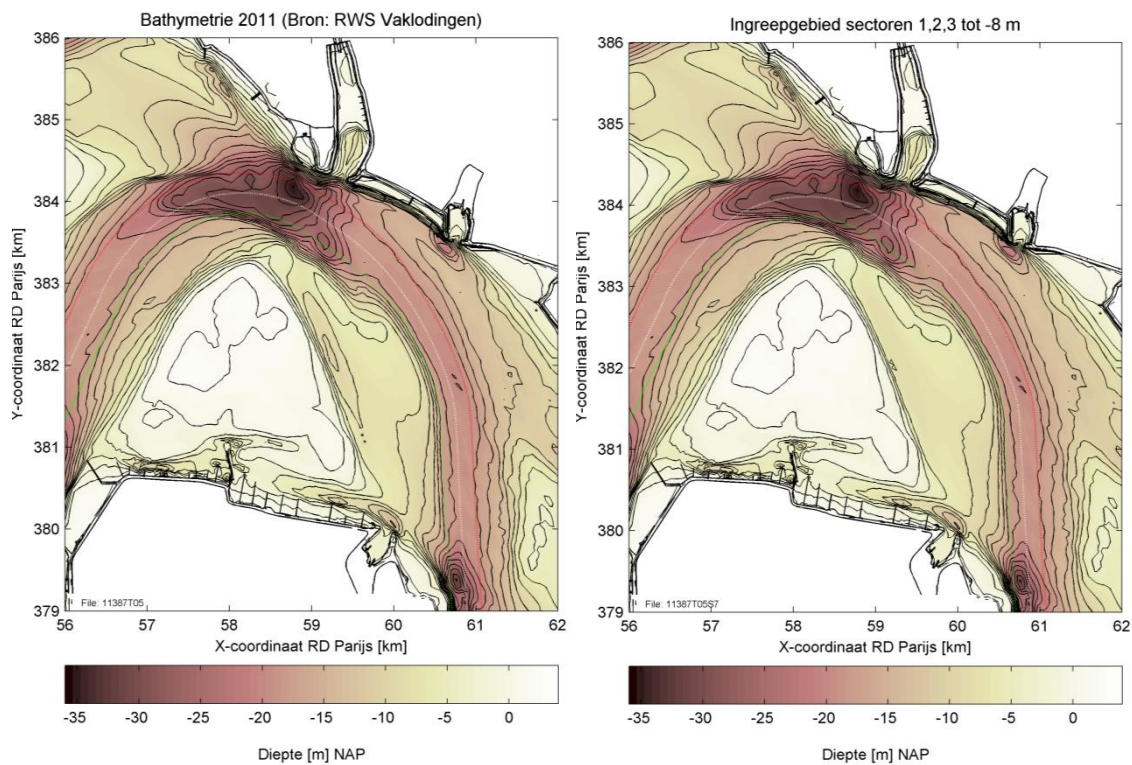 Bathymetrie 2011 (Bron: RWS Vaklodingen)
386
385
384
383
382
381
380
379
Y-coordinaat RD Parijs [km]
File: 11387T05
56 57 58 59 60 61 62
X-coordinaat RD Parijs [km]
-35 -30 -25 -20 -15 -10 -5 0
Diepte [m] NAP
Ingreepgebied sectoren 1,2,3 tot -8 m
386
385
384
383
382
381
380
379
Y-coordinaat RD Parijs [km]
File: 11387T05S7
56 57 58 59 60 61 62
X-coordinaat RD Parijs [km]
-35 -30 -25 -20 -15 -10 -5 0
Diepte [m] NAP